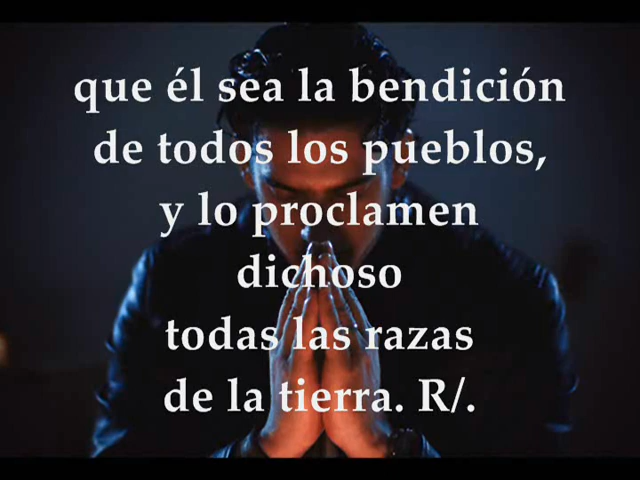 que él sea la bendición
de todos los pueblos,
y lo proclamen
dichoso
todas las razas
de la tierra. R/.